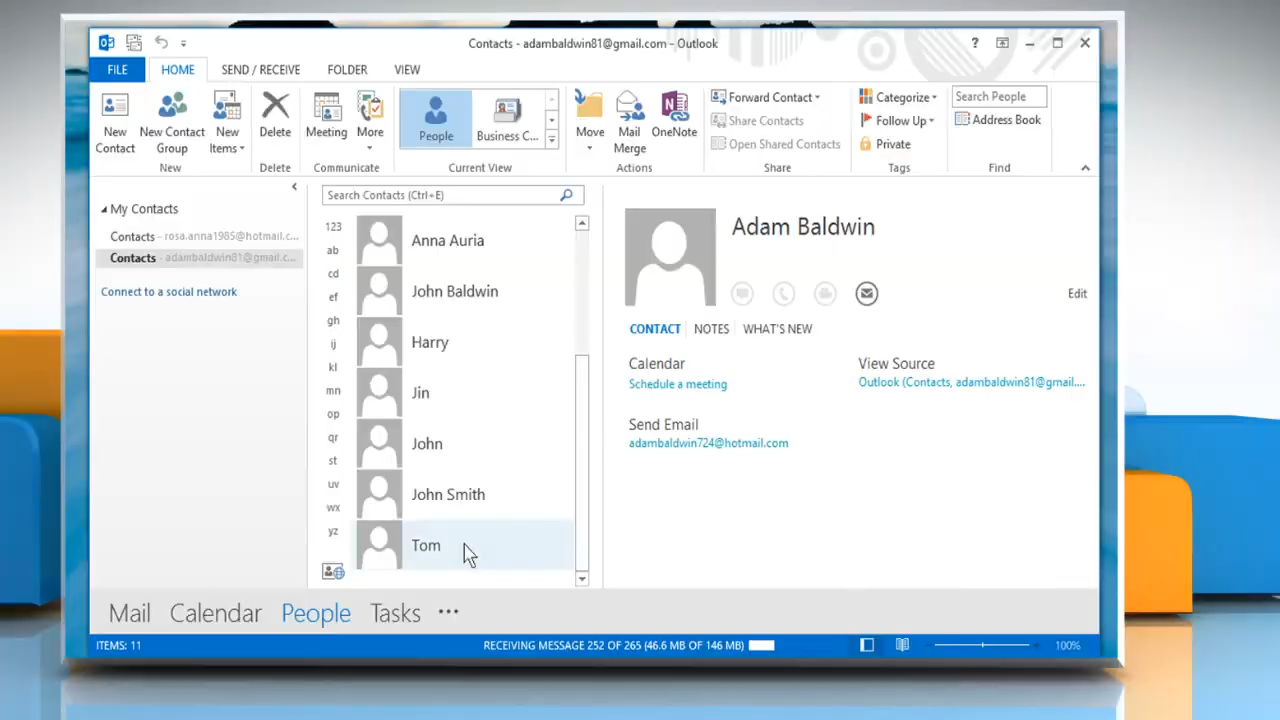 Contacts - adambaldwin81@gmail.com - Outlook
?
FILE HOME SEND / RECEIVE FOLDER VIEW
New Contact
New Contact Group
New Items
New
Delete
Delete
Meeting
More
Communicate
People
Business C...
Current View
Move
Mail Merge
OneNote
Actions
Forward Contact
Share Contacts
Open Shared Contacts
Share
Categorize
Follow Up
Private
Tags
Search People
Address Book
Find
My Contacts
Contacts - rosa.anna1985@hotmail.c...
Contacts - adambaldwin81@gmail.c...
Connect to a social network
Search Contacts (Ctrl+E)
123
ab
cd
ef
gh
ij
kl
mn
op
qr
st
uv
wx
yz
Anna Auria
John Baldwin
Harry
Jin
John
John Smith
Tom
Adam Baldwin
Edit
CONTACT NOTES WHAT'S NEW
Calendar
Schedule a meeting
View Source
Outlook (Contacts, adambaldwin81@gmail....
Send Email
adambaldwin724@hotmail.com
Mail Calendar People Tasks •••
ITEMS: 11
RECEIVING MESSAGE 252 OF 265 (46.6 MB OF 146 MB)
100%